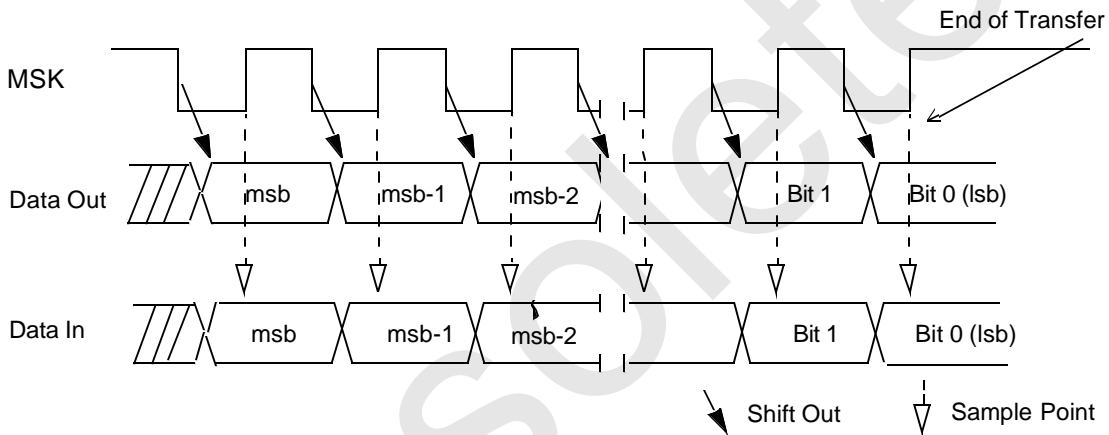 End of Transfer
MSK
Data Out
msb
msb-1
msb-2
Bit 1
Bit 0 (lsb)
Data In
msb
msb-1
msb-2
Bit 1
Bit 0 (lsb)
Shift Out
Sample Point
solete